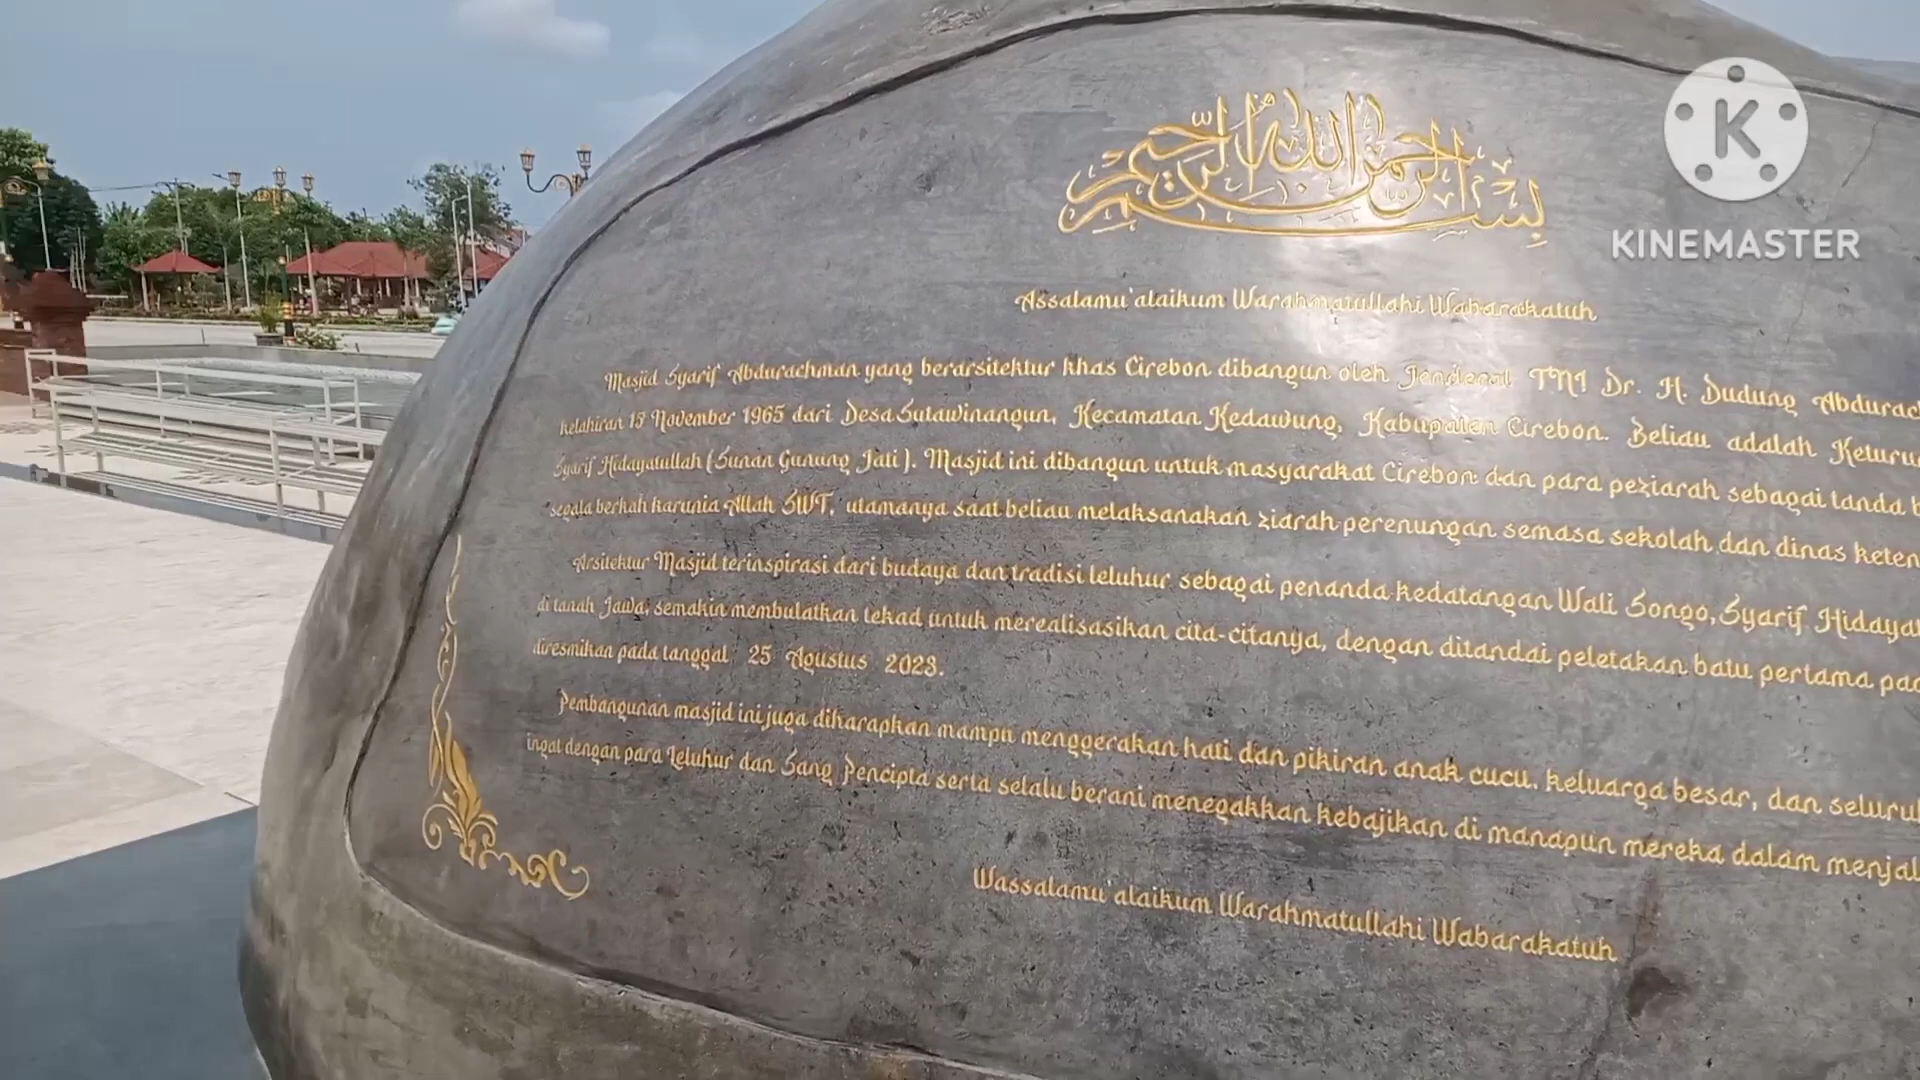 بسم الله الرحمن الرحيم
KINEMASTER
Assalamu'alaikum Warahmatullahi Wabarakatuh
Masjid Syarif Abdurachman yang berarsitektur khas Cirebon dibangun oleh Jenderal TNI Dr. H. Dudung
kelahiran 19 November 1965 dari Desa Sutawinangun, Kecamatan Kedawung, Kabupaten Cirebon. Beliau adalah
Syarif Hidayatullah (Sunan Gunung Jati). Masjid ini dibangun untuk masyarakat Cirebon dan para peziarah sebagai tanda
segala berkah karunia Allah SWT, utamanya saat beliau melaksanakan ziarah perenungan semasa sekolah dan dinas
Arsitektur Masjid terinspirasi dari budaya dan tradisi leluhur sebagai penanda kedatangan Wali Songo, Syarif
di tanah Jawa, semakin membulatkan tekad untuk merealisasikan cita-citanya, dengan ditandai peletakan batu pertama
diresmikan pada tanggal 25 Agustus 2023.
Pembangunan masjid ini juga diharapkan mampu menggerakan hati dan pikiran anak cucu, keluarga besar, dan
ingat dengan para Leluhur dan Sang Pencipta serta selalu berani menegakkan kebajikan di manapun mereka dalam
Wassalamu'alaikum Warahmatullahi Wabarakatuh